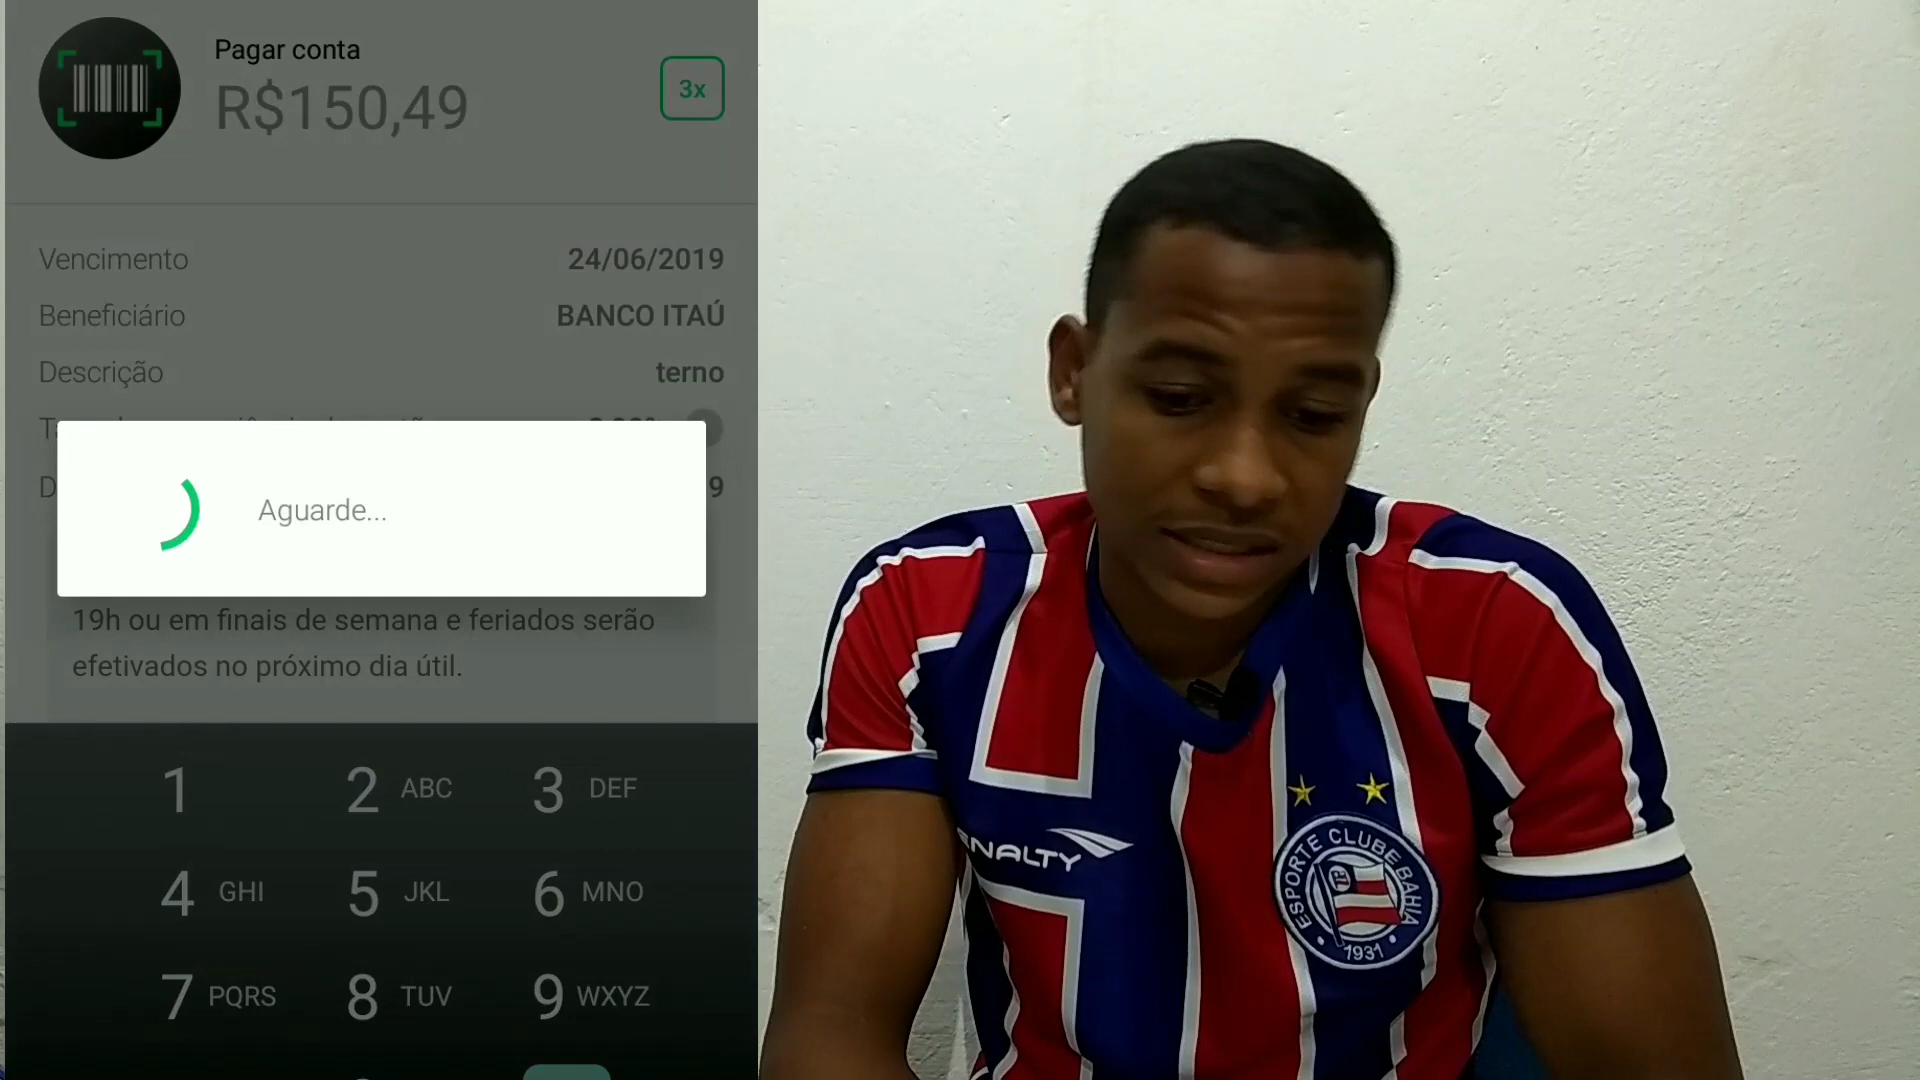 Pagar conta
R$150,49
3x
Vencimento 24/06/2019
Beneficiário BANCO ITAÚ
Descrição terno
9
Aguarde...
19h ou em finais de semana e feriados serão
efetivados no próximo dia útil.
1 2 ABC 3 DEF
4 GHI 5 JKL 6 MNO
7 PQRS 8 TUV 9 WXYZ
ENALTY
ESPORTE CLUBE BAHIA
1931